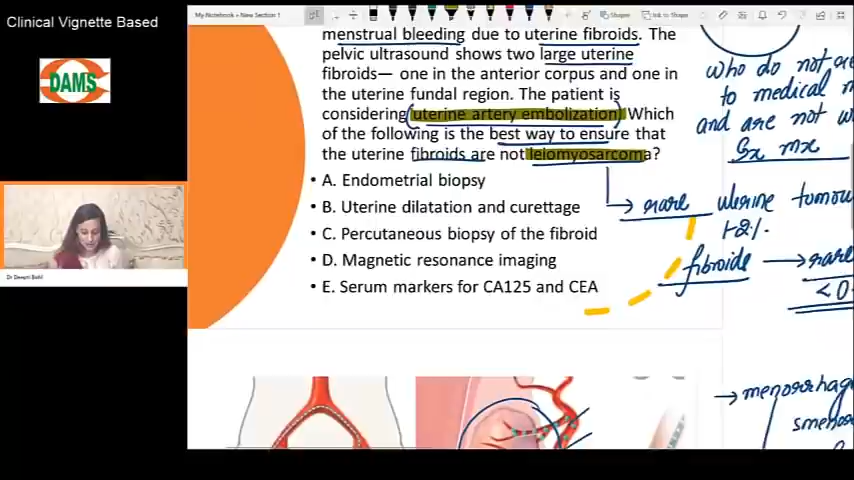 Clinical Vignette Based
DAMS
Dr Deepti Bahl
My Notebook > New Section 1
Shape
Ink to Shape
menstrual bleeding due to uterine fibroids. The
pelvic ultrasound shows two large uterine
fibroids— one in the anterior corpus and one in
the uterine fundal region. The patient is
considering uterine artery embolization. Which
of the following is the best way to ensure that
the uterine fibroids are not leiomyosarcoma?
• A. Endometrial biopsy
• B. Uterine dilatation and curettage
• C. Percutaneous biopsy of the fibroid
• D. Magnetic resonance imaging
• E. Serum markers for CA125 and CEA
who do not
to medical
and are not
Sx mx
→ rare uterine
1-2%.
fibroids → rare
< 0
→ menorrhag